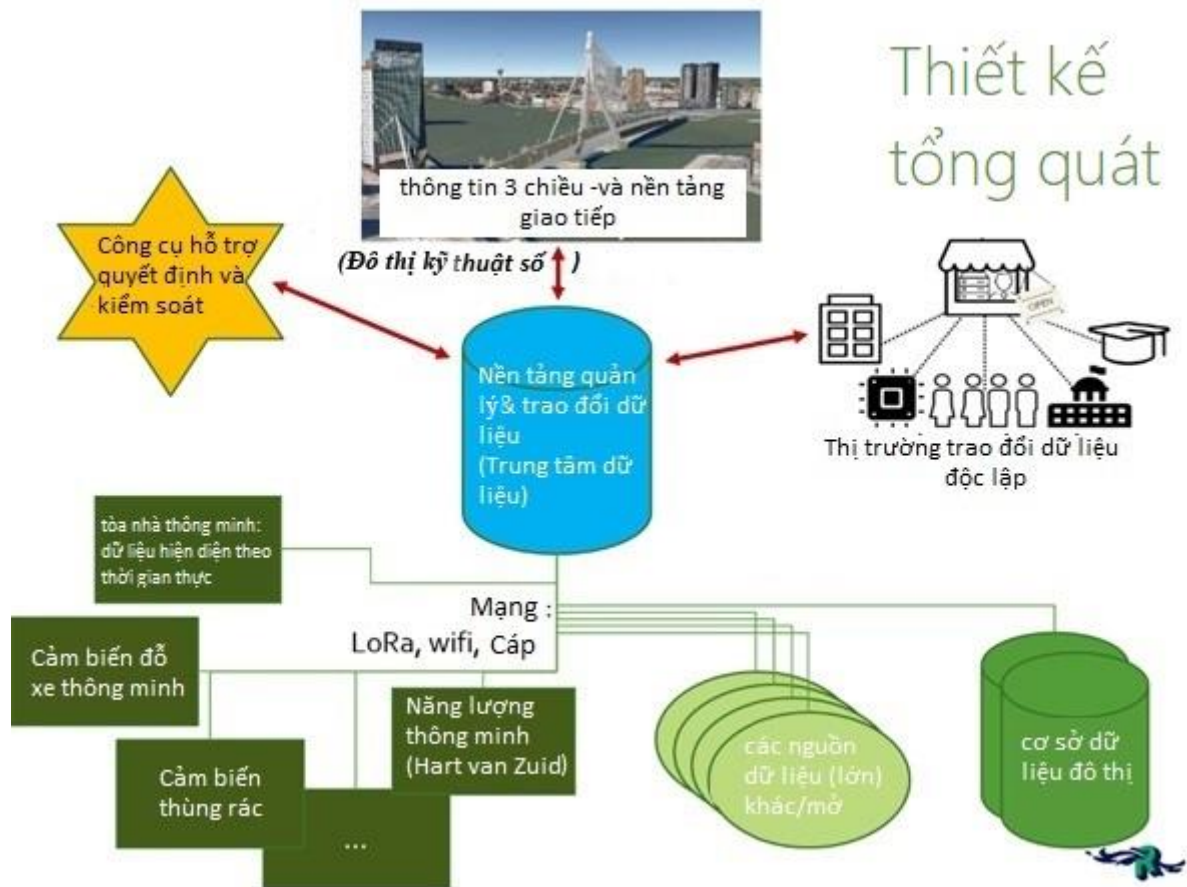 Thiết kế
tổng quát
thông tin 3 chiều -và nền tảng
giao tiếp
(Đô thị kỹ thuật số )
Công cụ hỗ trợ
quyết định và
kiểm soát
OPEN
Nền tảng quản
lý& trao đổi dữ
liệu
(Trung tâm dữ
liệu)
Thị trường trao đổi dữ liệu
độc lập
tòa nhà thông minh:
dữ liệu hiện diện theo
thời gian thực
Mạng :
LoRa, wifi, Cáp
Cảm biến đỗ
xe thông minh
Năng lượng
thông minh
(Hart van Zuid)
Cảm biến
thùng rác
...
các nguồn
dữ liệu (lớn)
khác/mở
cơ sở dữ
liệu đô thị